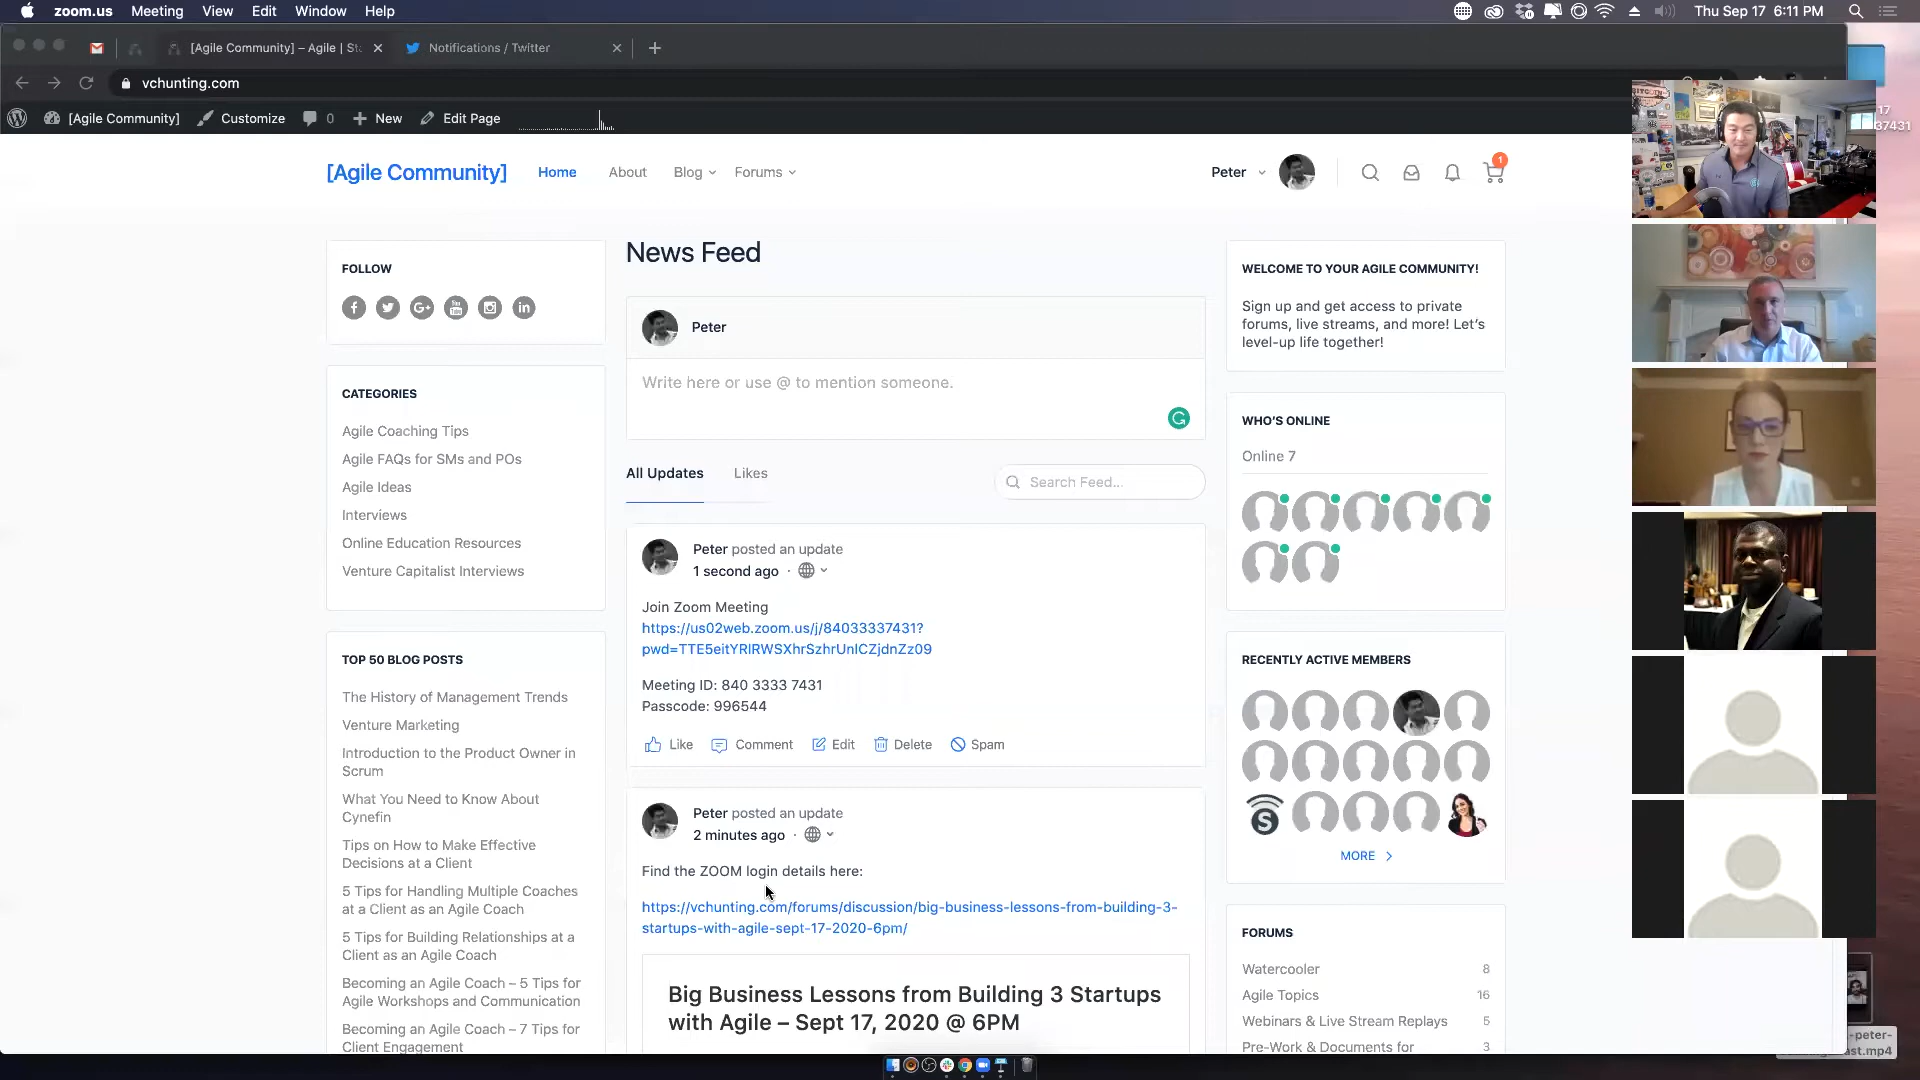 zoom.us Meeting View Edit Window Help
Thu Sep 17 6:11 PM
[Agile Community] – Agile | St
Notifications / Twitter
vchunting.com
[Agile Community] Customize 0 New Edit Page
[Agile Community] Home About Blog Forums
Peter
1
FOLLOW
CATEGORIES
Agile Coaching Tips
Agile FAQs for SMs and POs
Agile Ideas
Interviews
Online Education Resources
Venture Capitalist Interviews
TOP 50 BLOG POSTS
The History of Management Trends
Venture Marketing
Introduction to the Product Owner in
Scrum
What You Need to Know About
Cynefin
Tips on How to Make Effective
Decisions at a Client
5 Tips for Handling Multiple Coaches
at a Client as an Agile Coach
5 Tips for Building Relationships at a
Client as an Agile Coach
Becoming an Agile Coach – 5 Tips for
Agile Workshops and Communication
Becoming an Agile Coach – 7 Tips for
Client Engagement
News Feed
Peter
Write here or use @ to mention someone.
All Updates Likes
Search Feed...
Peter posted an update
1 second ago
Join Zoom Meeting
https://us02web.zoom.us/j/84033337431?
pwd=TTE5eitYRlRWSXhrSzhrUnlCZjdnZz09
Meeting ID: 840 3333 7431
Passcode: 996544
Like Comment Edit Delete Spam
Peter posted an update
2 minutes ago
Find the ZOOM login details here:
https://vchunting.com/forums/discussion/big-business-lessons-from-building-3-
startups-with-agile-sept-17-2020-6pm/
Big Business Lessons from Building 3 Startups
with Agile – Sept 17, 2020 @ 6PM
WELCOME TO YOUR AGILE COMMUNITY!
Sign up and get access to private
forums, live streams, and more! Let's
level-up life together!
WHO'S ONLINE
Online 7
RECENTLY ACTIVE MEMBERS
S
MORE
FORUMS
Watercooler 8
Agile Topics 16
Webinars & Live Stream Replays 5
Pre-Work & Documents for 3
BITCOIN
17
37431
-peter-
ast.mp4